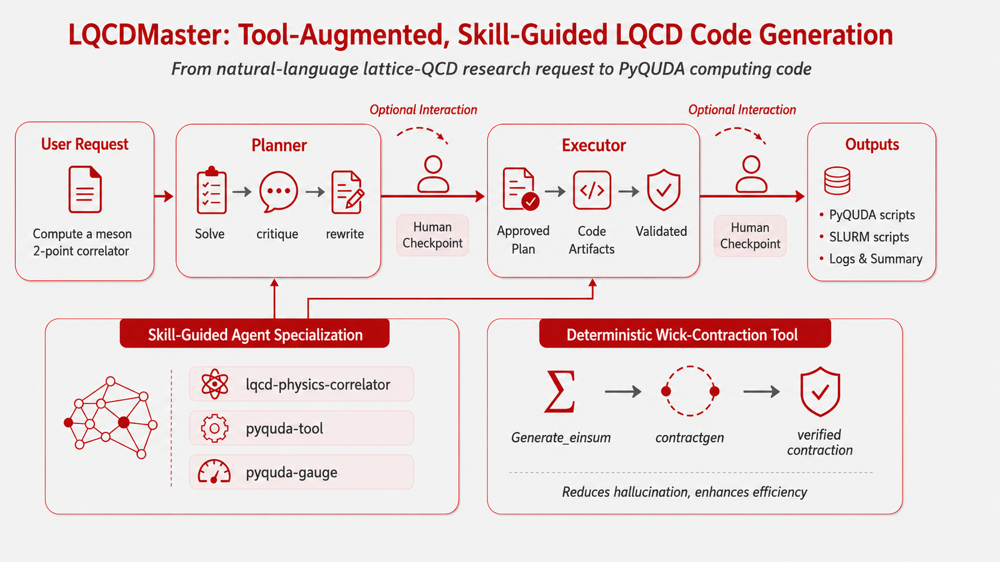 LQCDMaster: Tool-Augmented, Skill-Guided LQCD Code Generation
From natural-language lattice-QCD research request to PyQUDA computing code
User Request
Compute a meson
2-point correlator
Planner
Solve
critique
rewrite
Optional Interaction
Human
Checkpoint
Executor
Approved
Plan
</>
Code
Artifacts
Validated
Optional Interaction
Human
Checkpoint
Outputs
• PyQUDA scripts
• SLURM scripts
• Logs & Summary
Skill-Guided Agent Specialization
lqcd-physics-correlator
pyquda-tool
pyquda-gauge
Deterministic Wick-Contraction Tool
Σ
Generate_einsum
contractgen
verified
contraction
Reduces hallucination, enhances efficiency